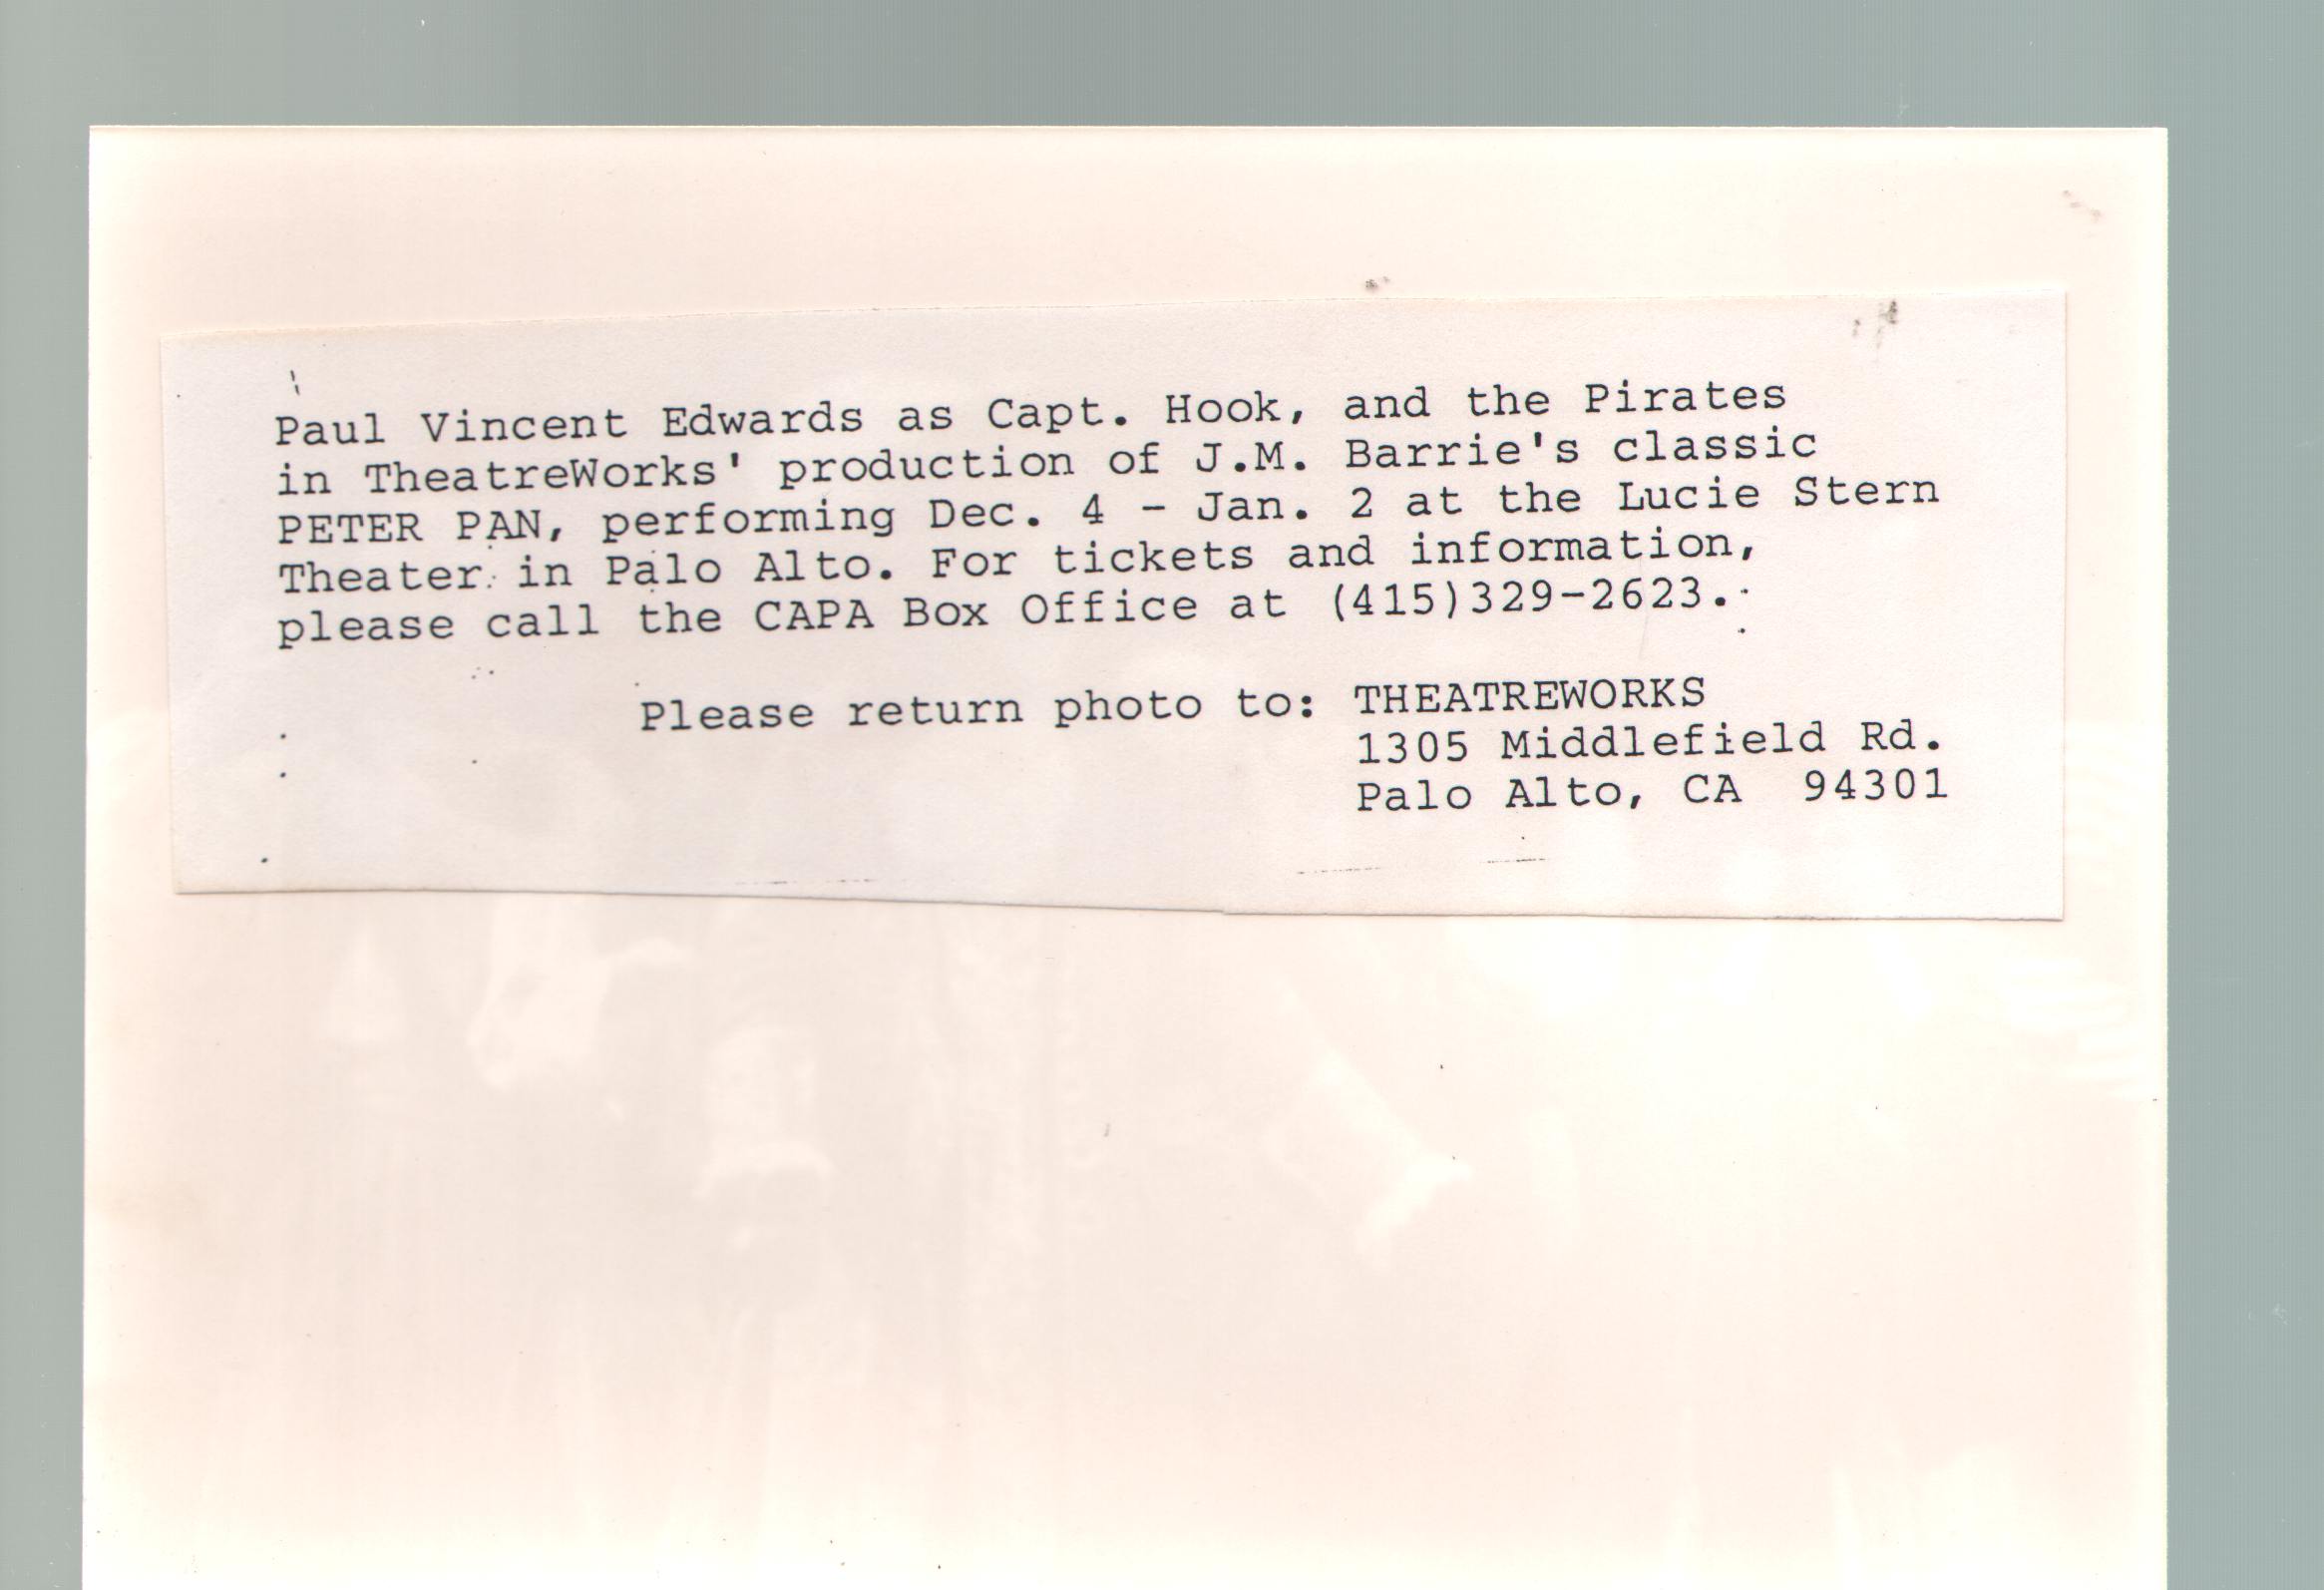 Paul Vincent Edwards as Capt. Hook, and the Pirates
in TheatreWorks' production of J.M. Barrie's classic
PETER PAN, performing Dec. 4 - Jan. 2 at the Lucie Stern
Theater in Palo Alto. For tickets and information,
please call the CAPA Box Office at (415)329-2623.
Please return photo to: THEATREWORKS
1305 Middlefield Rd.
Palo Alto, CA 94301